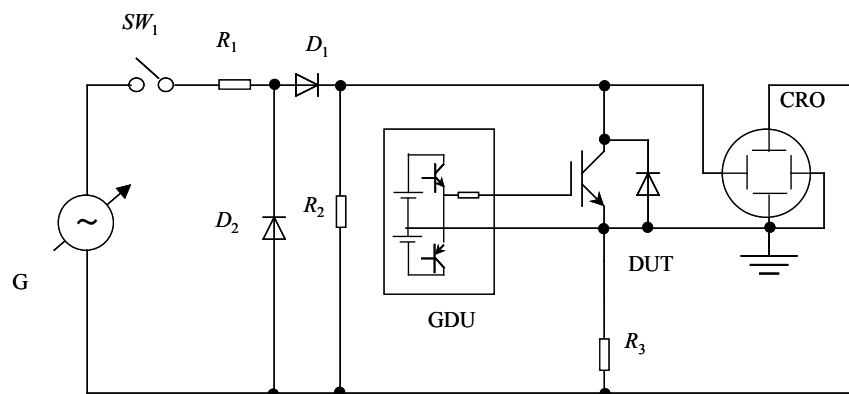 SW₁
R₁
D₁
CRO
D₂
R₂
~
G
DUT
GDU
R₃